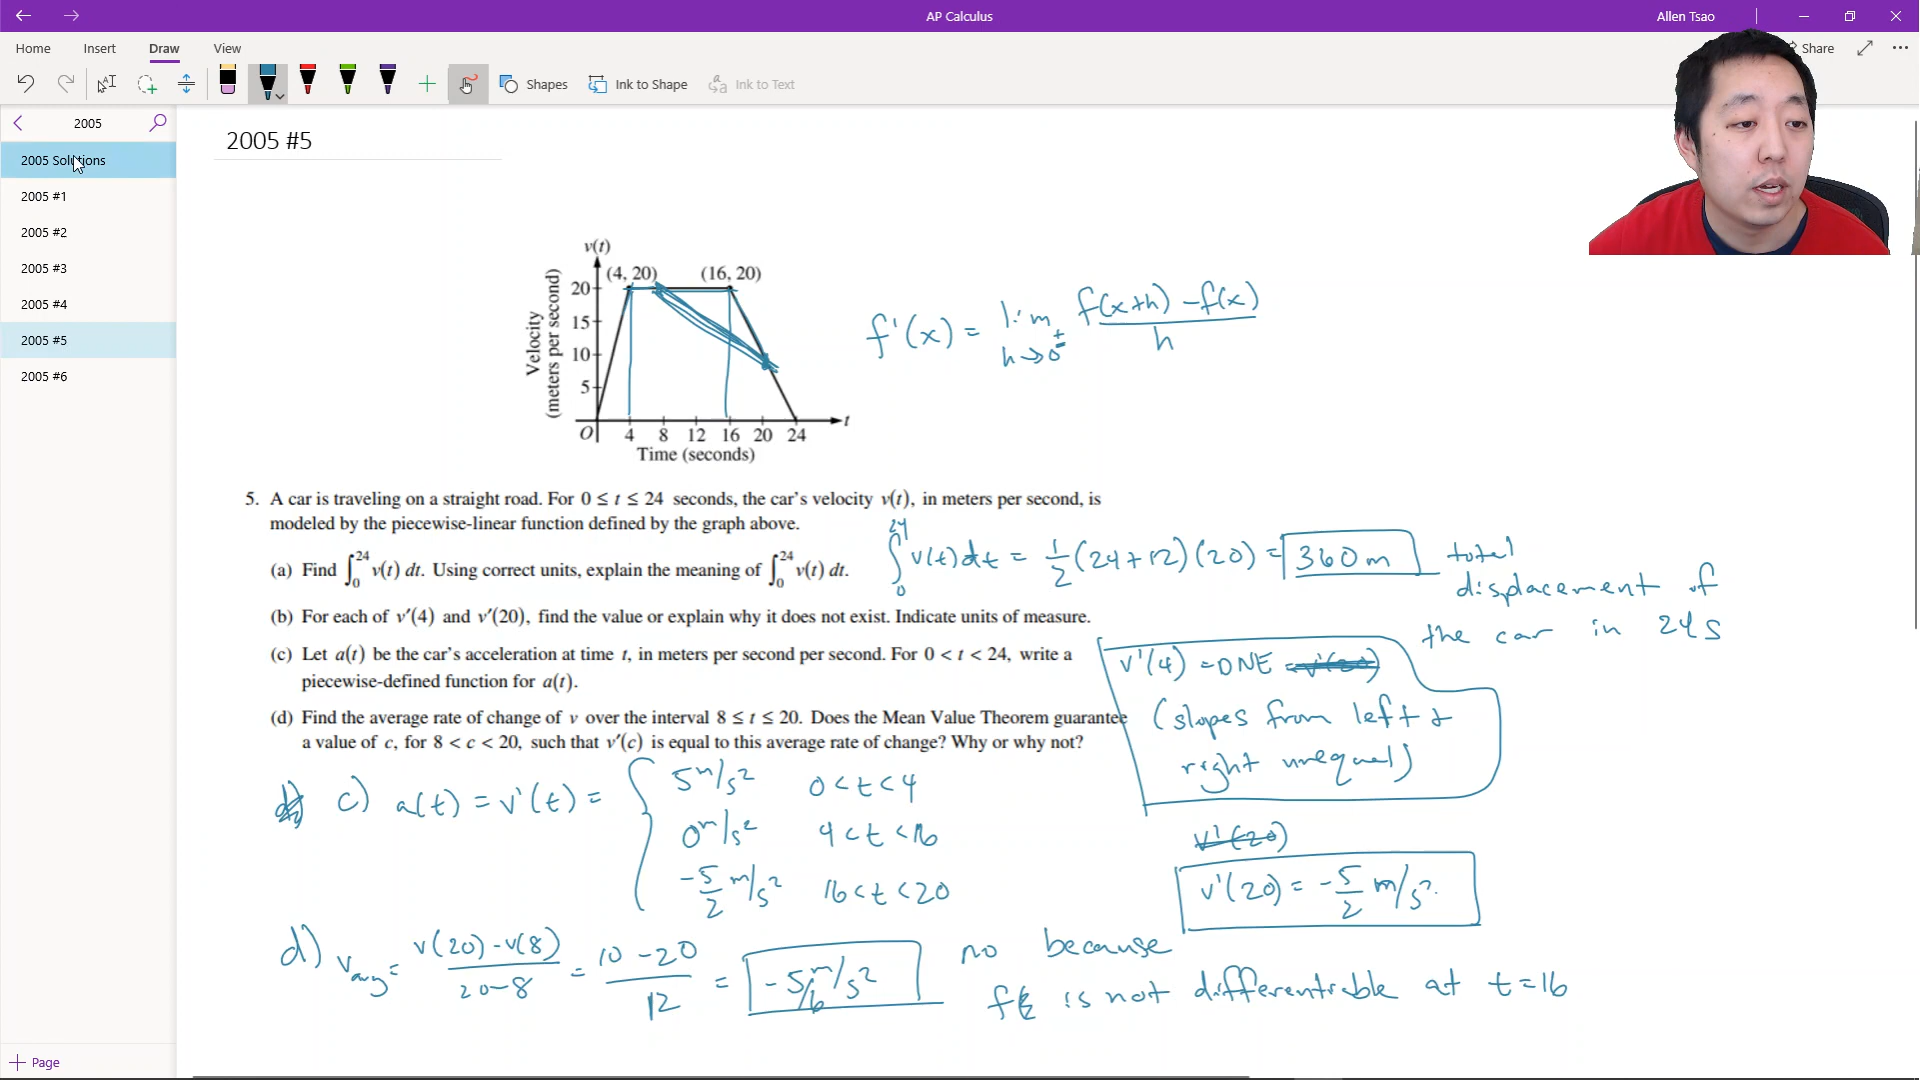 AP Calculus
Allen Tsao
Home Insert Draw View
Share
Shapes
Ink to Shape
Ink to Text
2005
2005 Solutions
2005 #1
2005 #2
2005 #3
2005 #4
2005 #5
2005 #6
Page
2005 #5
v(t)
(4, 20) (16, 20)
20
15
10
5
O 4 8 12 16 20 24 t
Time (seconds)
Velocity
(meters per second)
f'(x) = lim h→0± f(x+h) - f(x) / h
5. A car is traveling on a straight road. For 0 ≤ t ≤ 24 seconds, the car's velocity v(t), in meters per second, is
modeled by the piecewise-linear function defined by the graph above.
(a) Find ∫₀²⁴ v(t) dt. Using correct units, explain the meaning of ∫₀²⁴ v(t) dt.
∫₀²⁴ v(t)dt = 1/2 (24+12)(20) = 360 m total
displacement of
the car in 24 s
(b) For each of v′(4) and v′(20), find the value or explain why it does not exist. Indicate units of measure.
(c) Let a(t) be the car's acceleration at time t, in meters per second per second. For 0 < t < 24, write a
piecewise-defined function for a(t).
(d) Find the average rate of change of v over the interval 8 ≤ t ≤ 20. Does the Mean Value Theorem guarantee
a value of c, for 8 < c < 20, such that v′(c) is equal to this average rate of change? Why or why not?
v'(4) = DNE = v'(20)
(slopes from left &
right unequal)
v'(20)
v'(20) = -5/2 m/s².
c) a(t) = v'(t) = { 5 m/s² 0<t<4
0 m/s² 4<t<16
-5/2 m/s² 16<t<20
d) v avg = v(20) - v(8) / 20-8 = 10-20 / 12 = -5/6 m/s²
no because
f is not differentiable at t=16